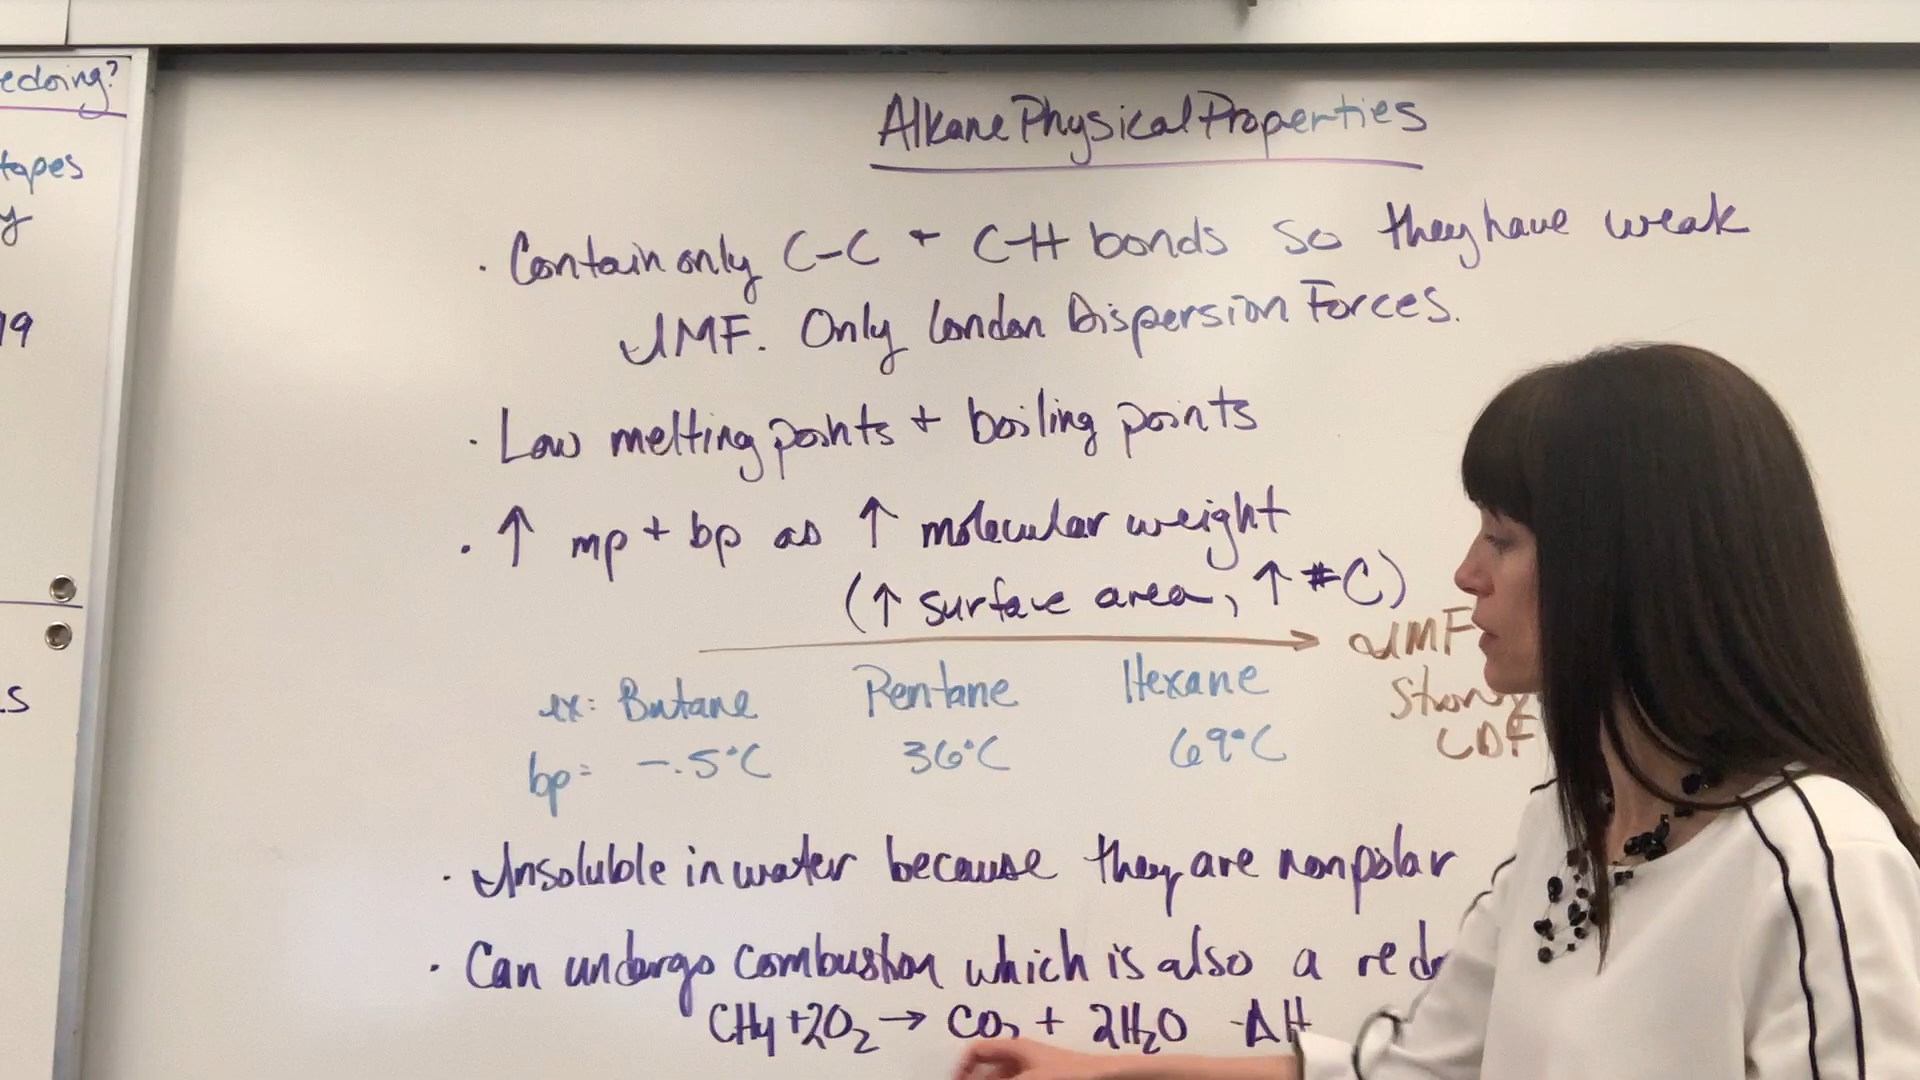 edoing?
tapes
y
19
s
Alkane Physical Properties
· Contain only C-C + C-H bonds so they have weak
IMF. Only London Dispersion Forces.
· Low melting points + boiling points
· ↑ mp + bp as ↑ molecular weight
(↑ surface area, ↑ #C)
IMF
LDF
ex: Butane Pentane Hexane
bp= -.5°C 36°C 69°C
· Insoluble in water because they are nonpolar
· Can undergo combustion which is also a redo
CH4 + 2O2 → CO2 + 2H2O -ΔH